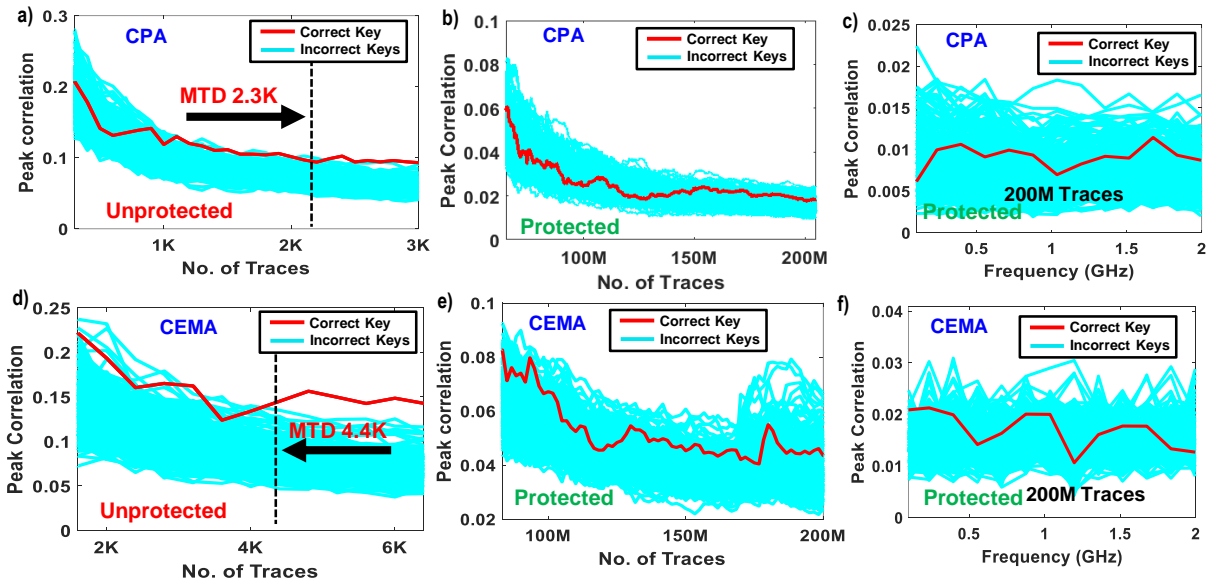 a)
0.3
0.2
0.1
0
Peak correlation
CPA
Correct Key
Incorrect Keys
MTD 2.3K
Unprotected
1K
2K
3K
No. of Traces
b)
0.1
0.08
0.06
0.04
0.02
0
Peak Correlation
CPA
Correct Key
Incorrect Keys
Protected
100M
150M
200M
No. of Traces
c)
0.025
0.02
0.015
0.01
0.005
0
Peak Correlation
CPA
Correct Key
Incorrect Keys
200M Traces
Protected
0.5
1
1.5
2
Frequency (GHz)
d)
0.25
0.2
0.15
0.1
0.05
0
Peak Correlation
CEMA
Correct Key
Incorrect Keys
MTD 4.4K
Unprotected
2K
4K
6K
No. of Traces
e)
0.1
0.08
0.06
0.04
0.02
Peak Correlation
CEMA
Correct Key
Incorrect Keys
Protected
100M
150M
200M
No. of Traces
f)
0.04
0.03
0.02
0.01
0
Peak Correlation
CEMA
Correct Key
Incorrect Keys
Protected
200M Traces
0.5
1
1.5
2
Frequency (GHz)